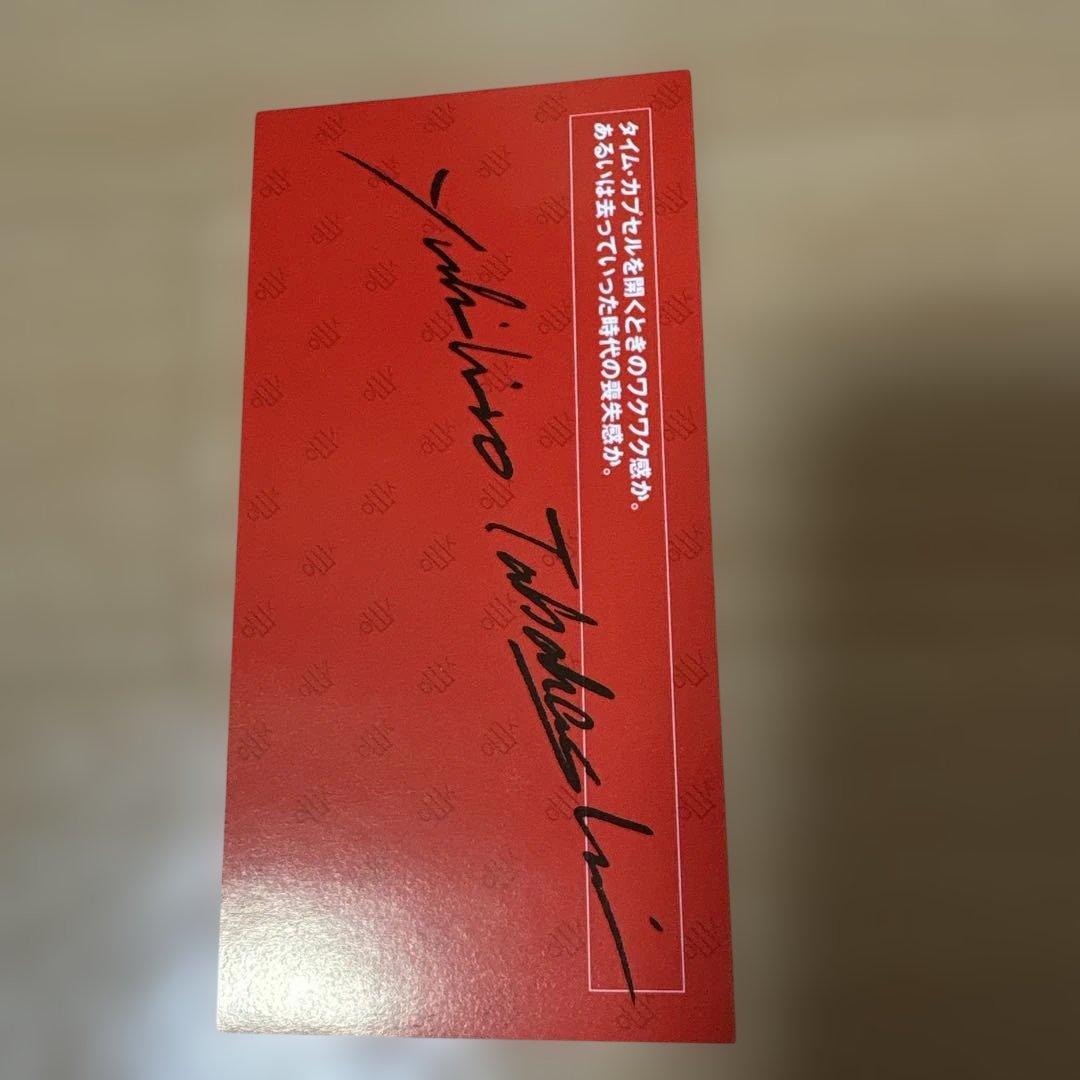 タイム・カプセルを開くときのワクワク感か。
あるいは去っていった時代の喪失感か。
Yukihiro Takahashi